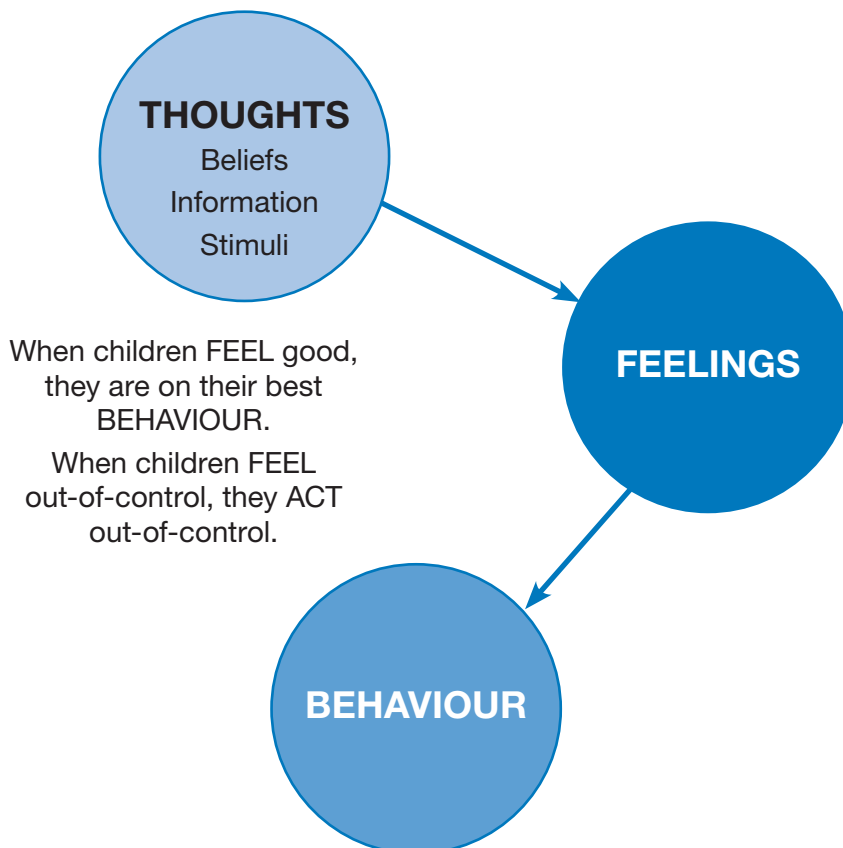 THOUGHTS
Beliefs
Information
Stimuli
FEELINGS
When children FEEL good,
they are on their best
BEHAVIOUR.
When children FEEL
out-of-control, they ACT
out-of-control.
BEHAVIOUR